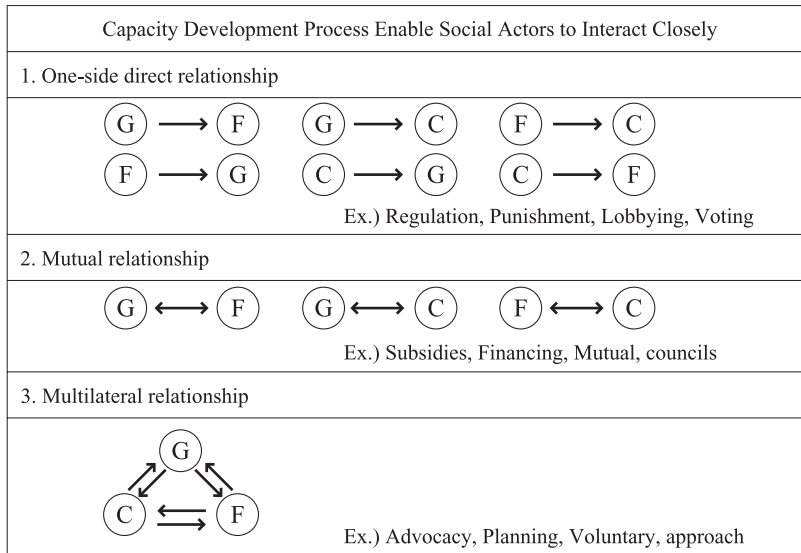 Capacity Development Process Enable Social Actors to Interact Closely
1. One-side direct relationship
G F G C F C
F G C G C F
Ex.) Regulation, Punishment, Lobbying, Voting
2. Mutual relationship
G F G C F C
Ex.) Subsidies, Financing, Mutual, councils
3. Multilateral relationship
G
C F
Ex.) Advocacy, Planning, Voluntary, approach